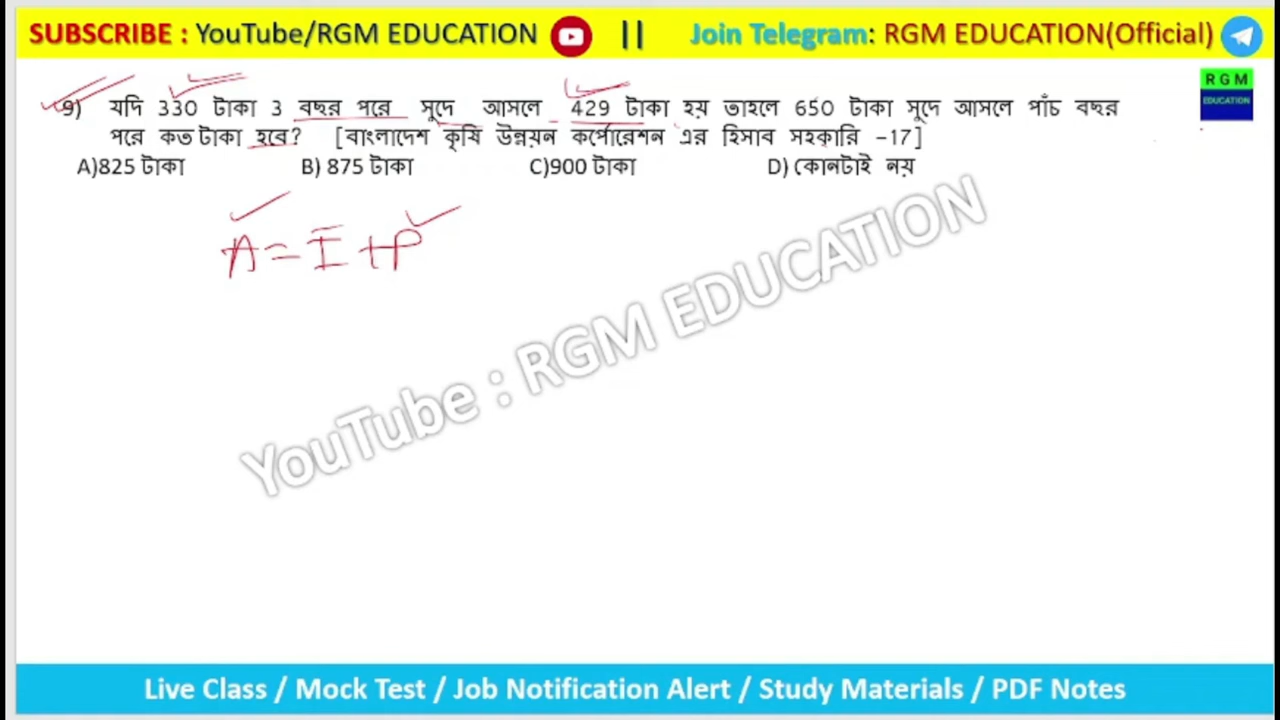 SUBSCRIBE : YouTube/RGM EDUCATION || Join Telegram: RGM EDUCATION(Official)
RGM
EDUCATION
9) যদি 330 টাকা 3 বছর পরে সুদে আসলে 429 টাকা হয় তাহলে 650 টাকা সুদে আসলে পাঁচ বছর
পরে কত টাকা হবে? [বাংলাদেশ কৃষি উন্নয়ন কর্পোরেশন এর হিসাব সহকারি -17]
A)825 টাকা B) 875 টাকা C)900 টাকা D) কোনটাই নয়
A = I + P
YouTube : RGM EDUCATION
Live Class / Mock Test / Job Notification Alert / Study Materials / PDF Notes